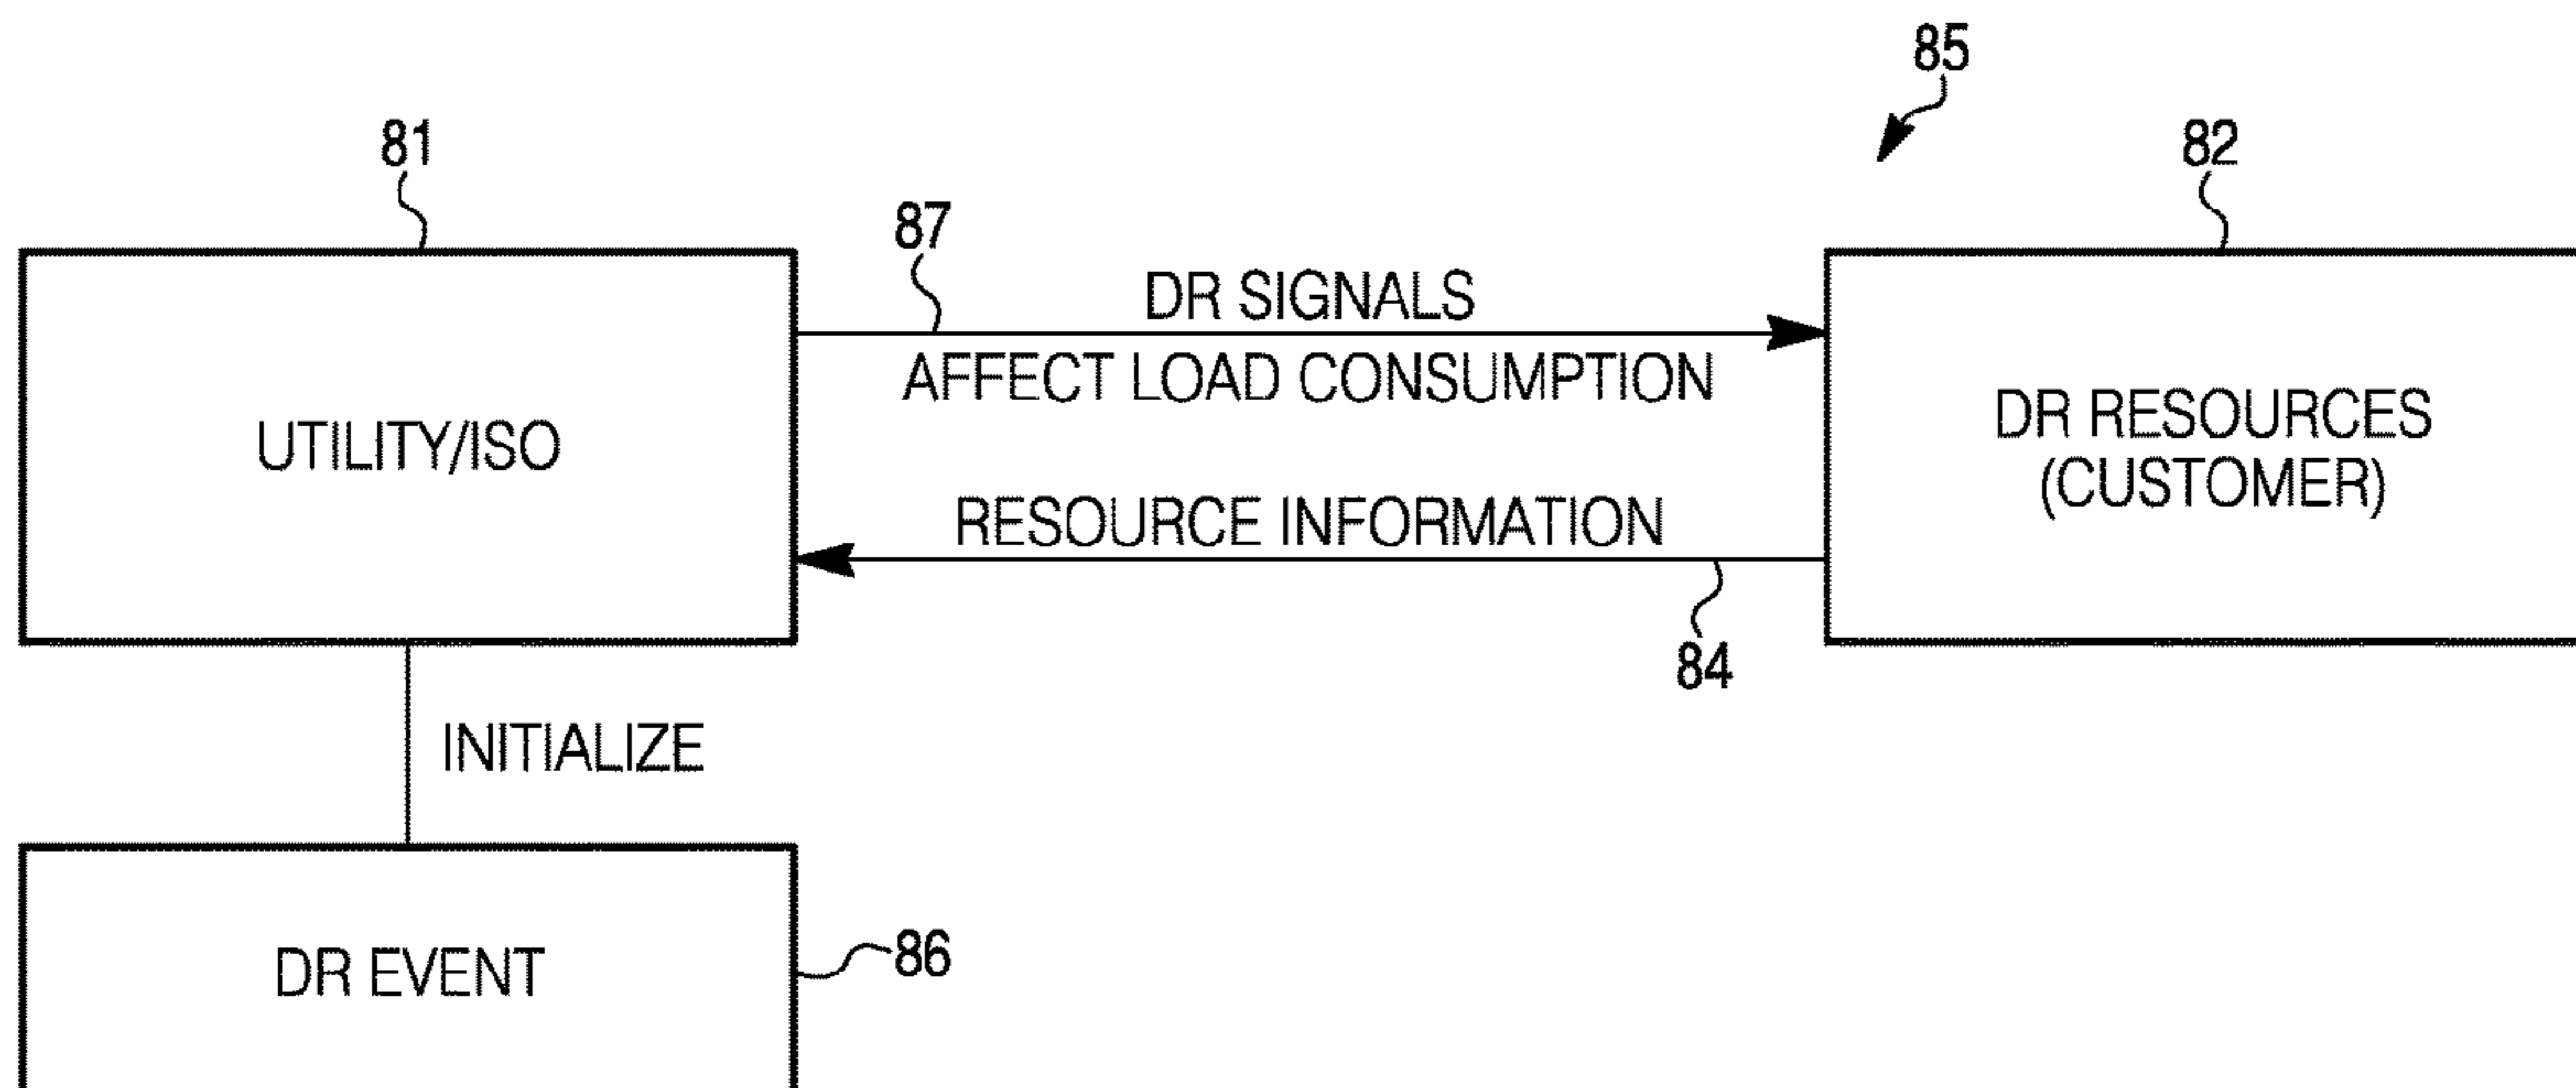 85
81
82
87
DR SIGNALS
AFFECT LOAD CONSUMPTION
UTILITY/ISO
DR RESOURCES
(CUSTOMER)
RESOURCE INFORMATION
84
INITIALIZE
DR EVENT
86